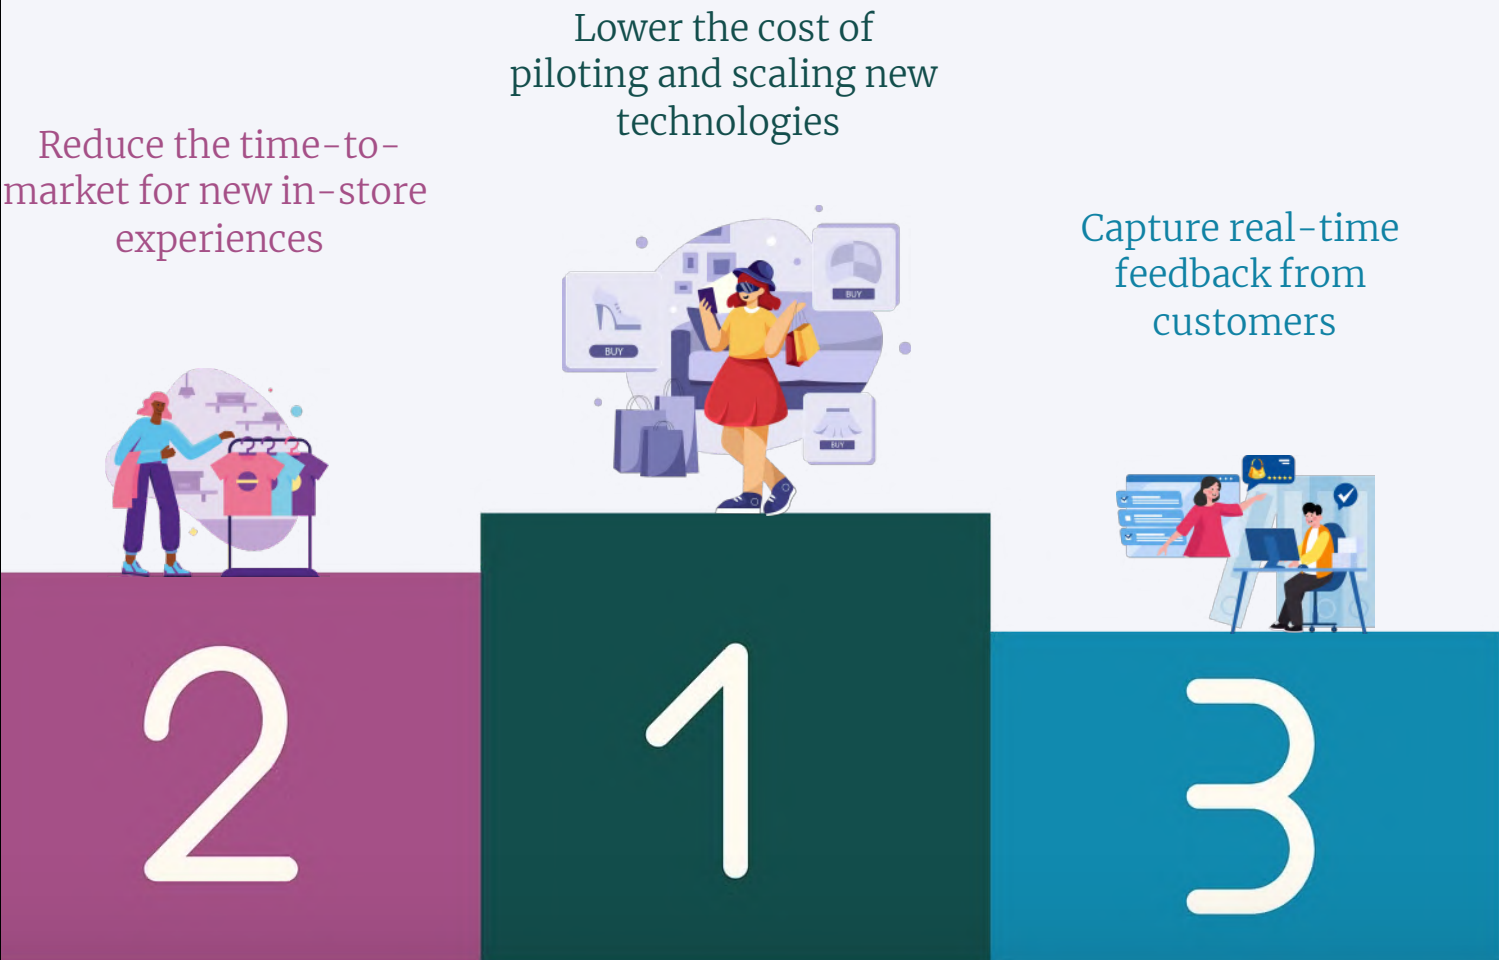 Lower the cost of
piloting and scaling new
technologies
Reduce the time-to-
market for new in-store
experiences
Capture real-time
feedback from
customers
BUY
BUY
BUY
2
1
3